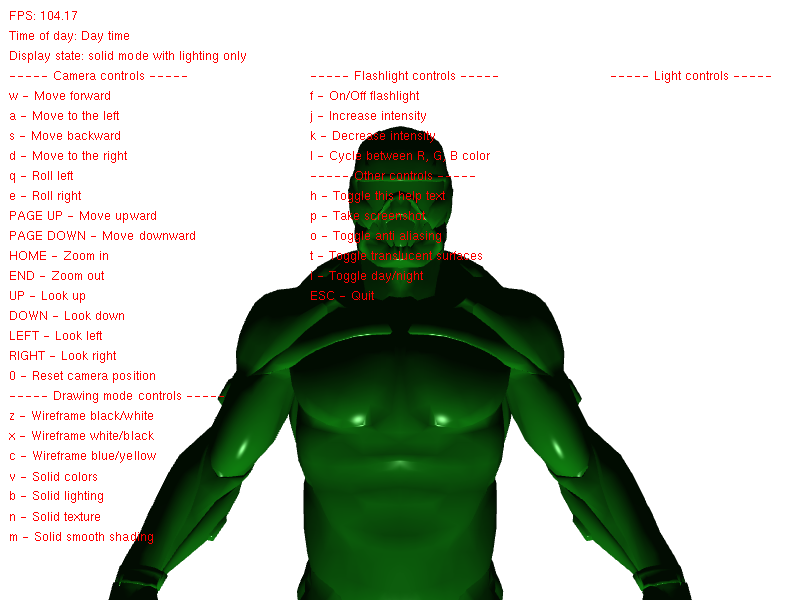 FPS: 104.17
Time of day: Day time
Display state: solid mode with lighting only
----- Camera controls -----
w - Move forward
a - Move to the left
s - Move backward
d - Move to the right
q - Roll left
e - Roll right
PAGE UP - Move upward
PAGE DOWN - Move downward
HOME - Zoom in
END - Zoom out
UP - Look up
DOWN - Look down
LEFT - Look left
RIGHT - Look right
0 - Reset camera position
----- Drawing mode controls -----
z - Wireframe black/white
x - Wireframe white/black
c - Wireframe blue/yellow
v - Solid colors
b - Solid lighting
n - Solid texture
m - Solid smooth shading
----- Flashlight controls -----
f - On/Off flashlight
j - Increase intensity
k - Decrease intensity
l - Cycle between R, G, B color
----- Other controls -----
h - Toggle this help text
p - Take screenshot
o - Toggle anti aliasing
t - Toggle translucent surfaces
i - Toggle day/night
ESC - Quit
----- Light controls -----